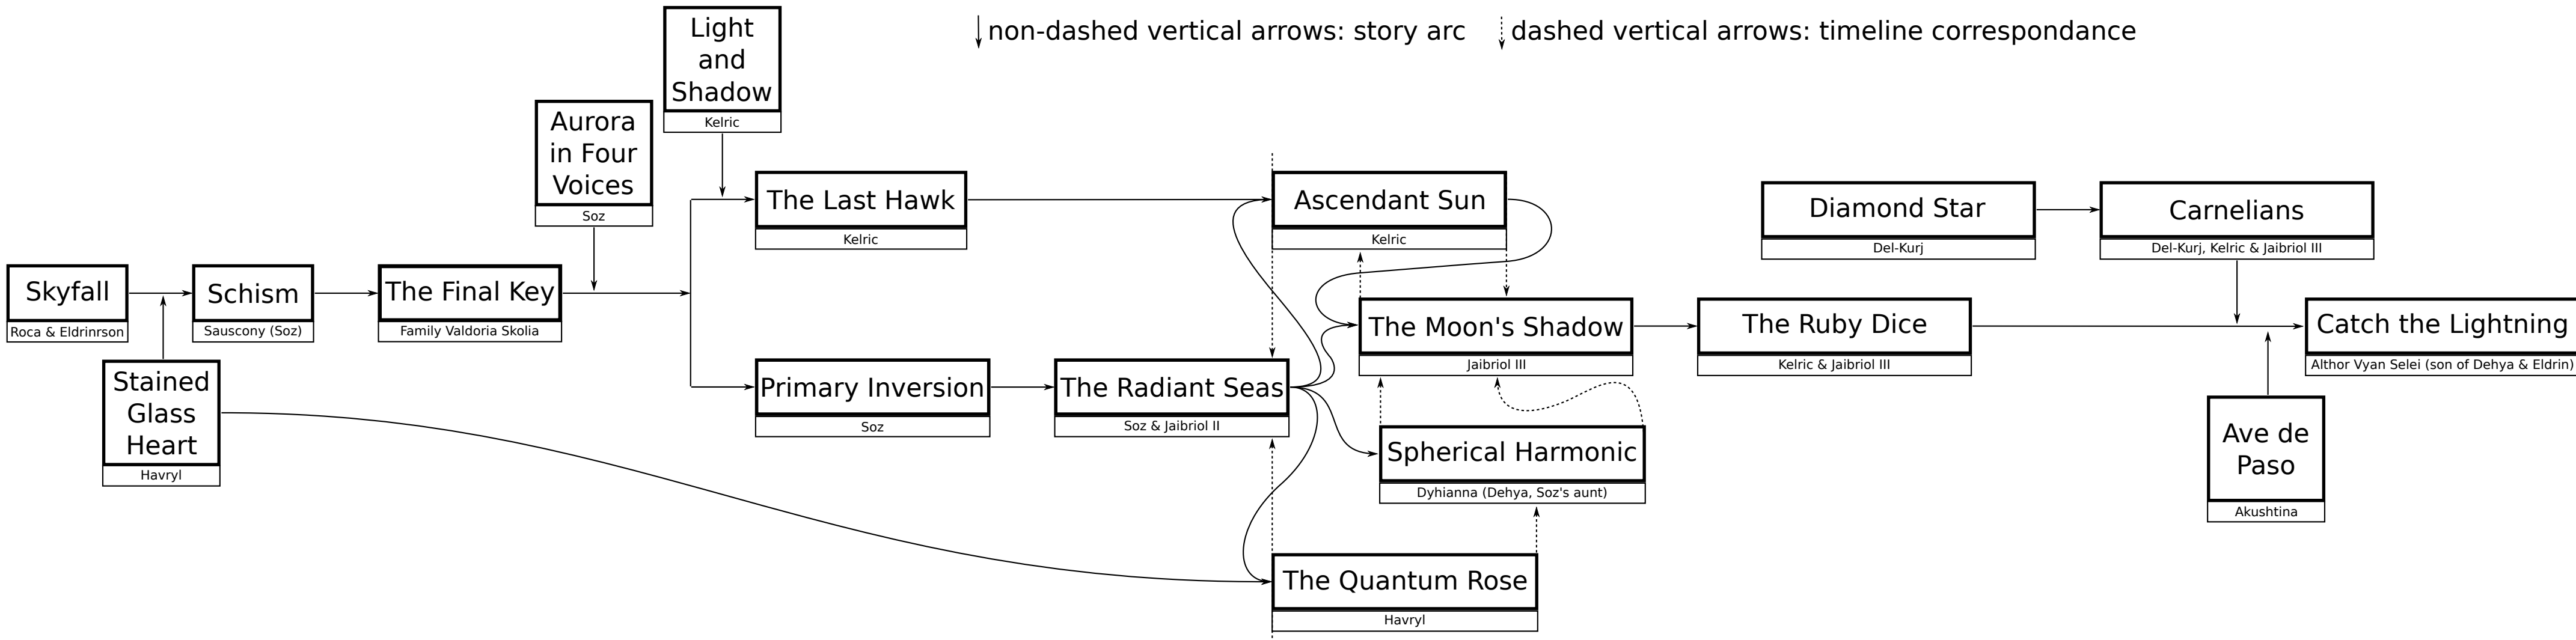 Light
and
Shadow
Kelric
non-dashed vertical arrows: story arc
dashed vertical arrows: timeline correspondance
Aurora
in Four
Voices
Soz
The Last Hawk
Kelric
Ascendant Sun
Kelric
Diamond Star
Del-Kurj
Carnelians
Del-Kurj, Kelric & Jaibriol III
Skyfall
Roca & Eldrinrson
Schism
Sauscony (Soz)
The Final Key
Family Valdoria Skolia
The Moon's Shadow
Jaibriol III
The Ruby Dice
Kelric & Jaibriol III
Catch the Lightning
Althor Vyan Selei (son of Dehya & Eldrin)
Stained
Glass
Heart
Havryl
Primary Inversion
Soz
The Radiant Seas
Soz & Jaibriol II
Spherical Harmonic
Dyhianna (Dehya, Soz's aunt)
Ave de
Paso
Akushtina
The Quantum Rose
Havryl